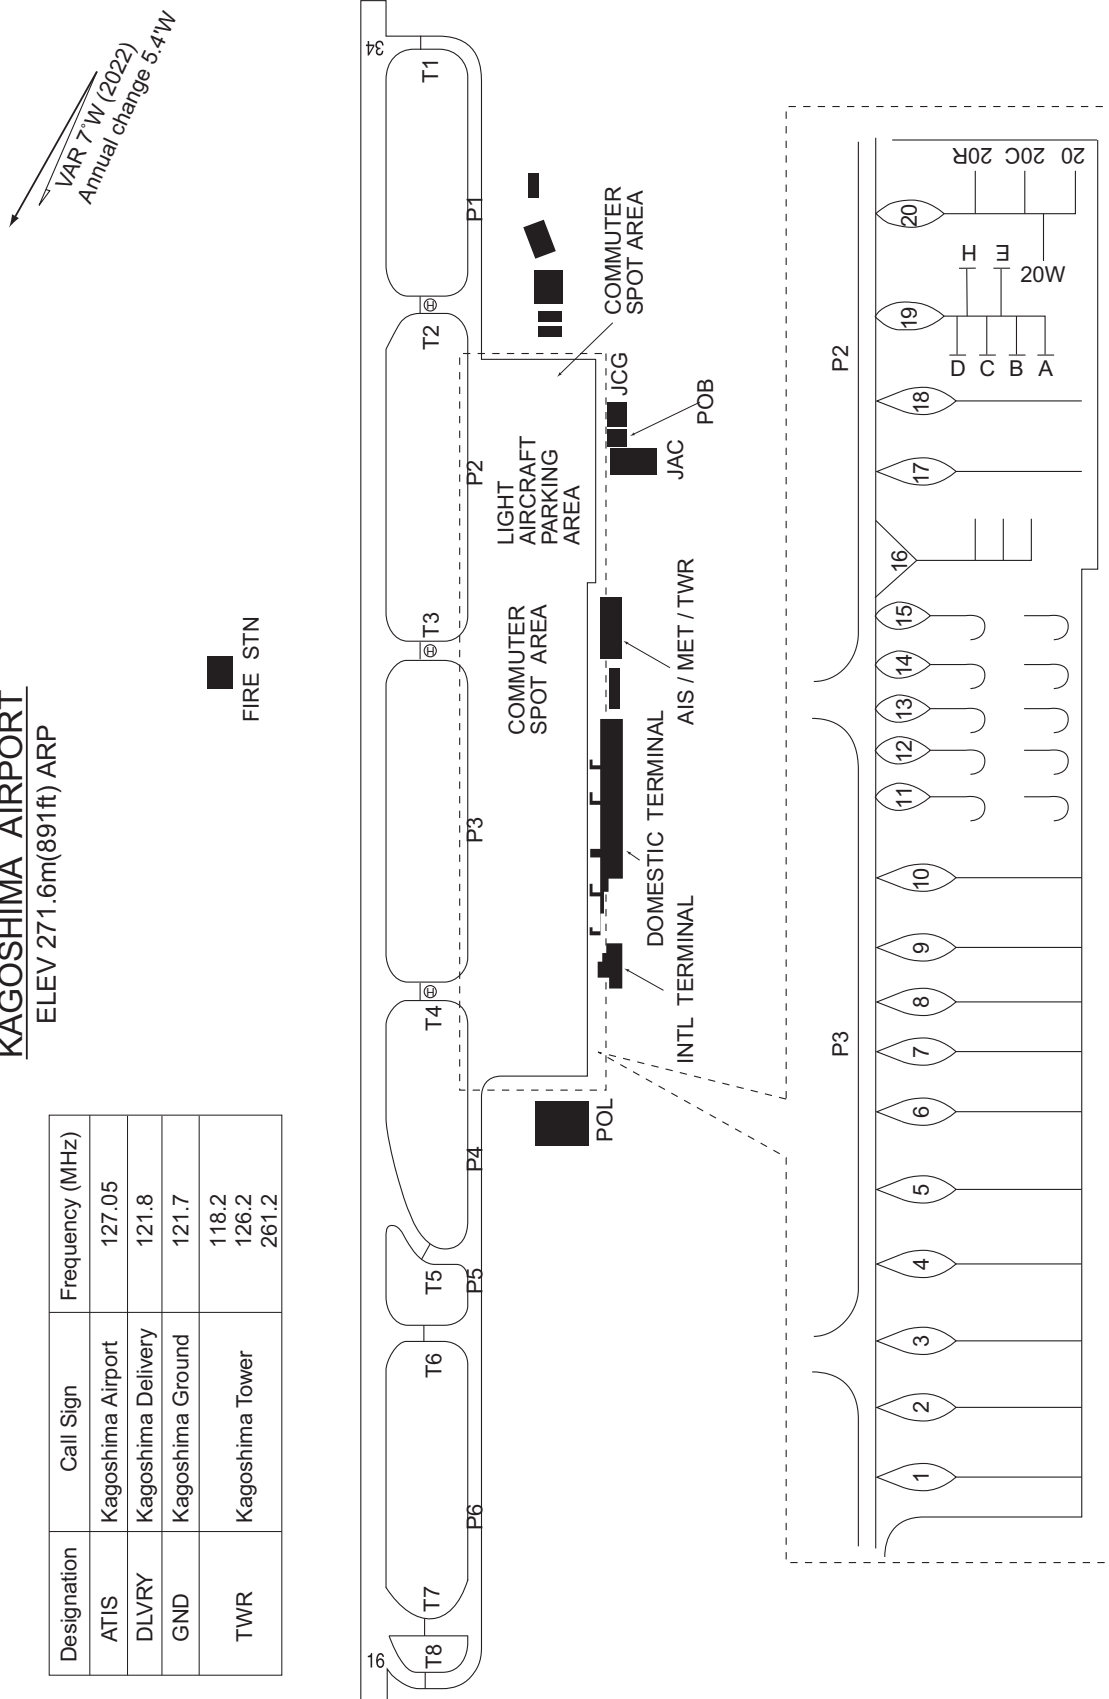 KAGOSHIMA AIRPORT
ELEV 271.6m(891ft) ARP
VAR 7°W (2022)
Annual change 5.4'W
Designation Call Sign Frequency (MHz)
ATIS Kagoshima Airport 127.05
DLVRY Kagoshima Delivery 121.8
GND Kagoshima Ground 121.7
TWR Kagoshima Tower 118.2
126.2
261.2
FIRE STN
16
34
T8
T7
T6
T5
T4
T3
T2
T1
H
H
H
P6
P5
P4
P3
P2
P1
COMMUTER
SPOT AREA
LIGHT
AIRCRAFT
PARKING
AREA
COMMUTER
SPOT AREA
POL
INTL TERMINAL
DOMESTIC TERMINAL
AIS / MET / TWR
JAC
POB
JCG
P3
P2
1
2
3
4
5
6
7
8
9
10
11
12
13
14
15
16
17
18
19
20
D
C
B
A
H
E
20W
20R
20C
20